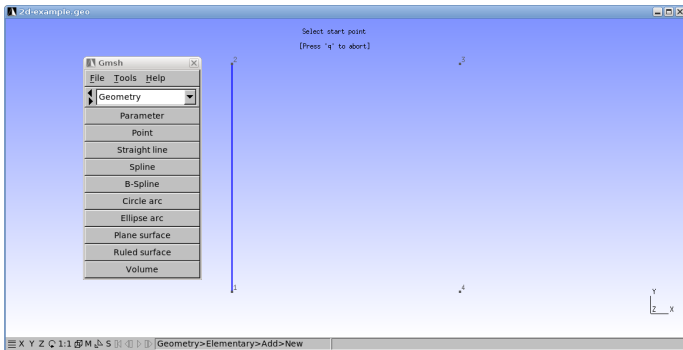 2d-example.geo
Select start point
[Press 'q' to abort]
Gmsh
File Tools Help
Geometry
Parameter
Point
Straight line
Spline
B-Spline
Circle arc
Ellipse arc
Plane surface
Ruled surface
Volume
2
3
1
4
Y
Z X
X Y Z 1:1 M S Geometry>Elementary>Add>New